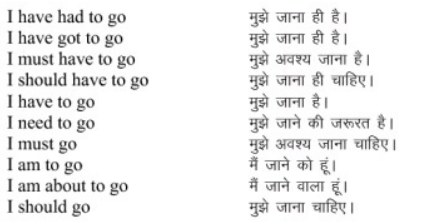 I have had to go मुझे जाना ही है।
I have got to go मुझे जाना ही है।
I must have to go मुझे अवश्य जाना है।
I should have to go मुझे जाना ही चाहिए।
I have to go मुझे जाना है।
I need to go मुझे जाने की जरूरत है।
I must go मुझे अवश्य जाना चाहिए।
I am to go मैं जाने को हूं।
I am about to go मैं जाने वाला हूं।
I should go मुझे जाना चाहिए।